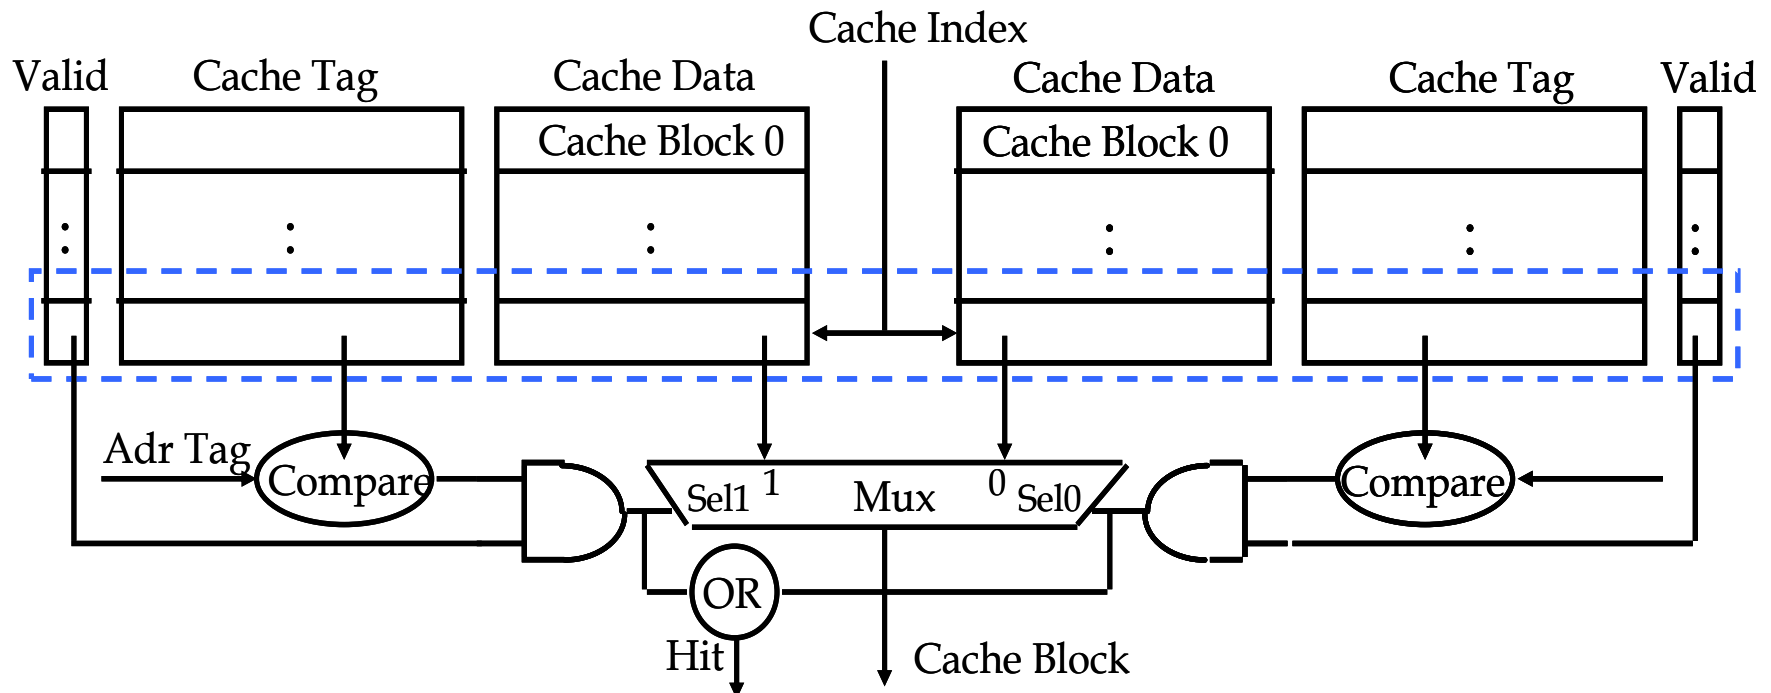 Cache Index
Valid Cache Tag Cache Data Cache Data Cache Tag Valid
Cache Block 0 Cache Block 0
: : : : : :
Adr Tag
Compare Sel1 1 Mux 0 Sel0 Compare
OR
Hit Cache Block